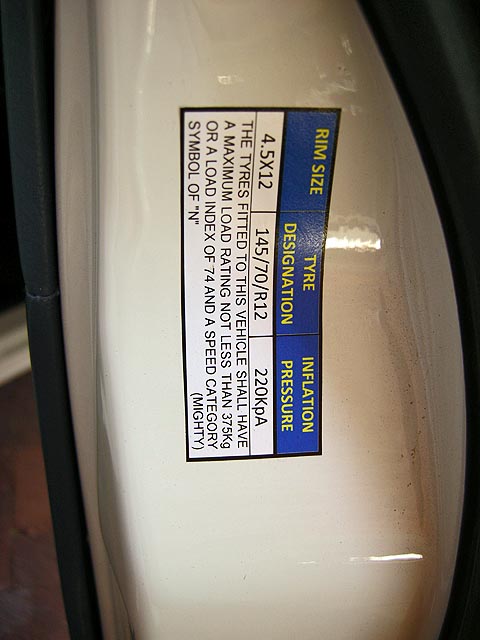 RIM SIZE TYRE DESIGNATION INFLATION PRESSURE
4.5X12 145/70/R12 220KpA
THE TYRES FITTED TO THIS VEHICLE SHALL HAVE
A MAXIMUM LOAD RATING NOT LESS THAN 375Kg
OR A LOAD INDEX OF 74 AND A SPEED CATEGORY
SYMBOL OF "N" (MIGHTY)